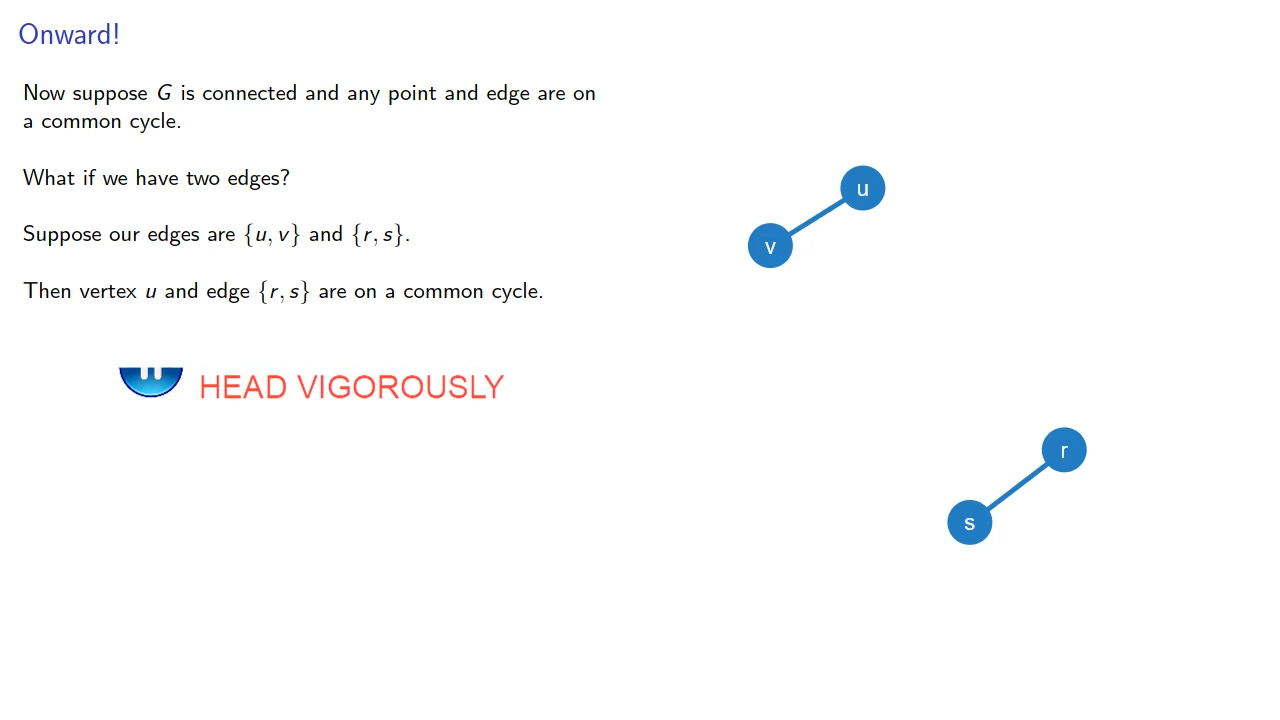 Onward!
Now suppose G is connected and any point and edge are on
a common cycle.
What if we have two edges?
Suppose our edges are {u, v} and {r, s}.
Then vertex u and edge {r, s} are on a common cycle.
HEAD VIGOROUSLY
u
v
r
s